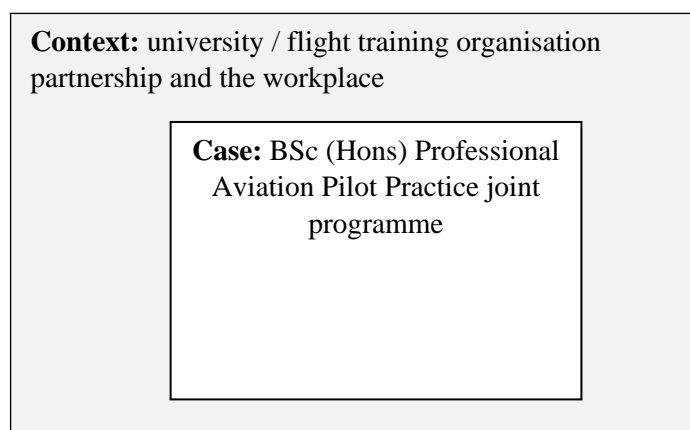 Context: university / flight training organisation
partnership and the workplace
Case: BSc (Hons) Professional
Aviation Pilot Practice joint
programme